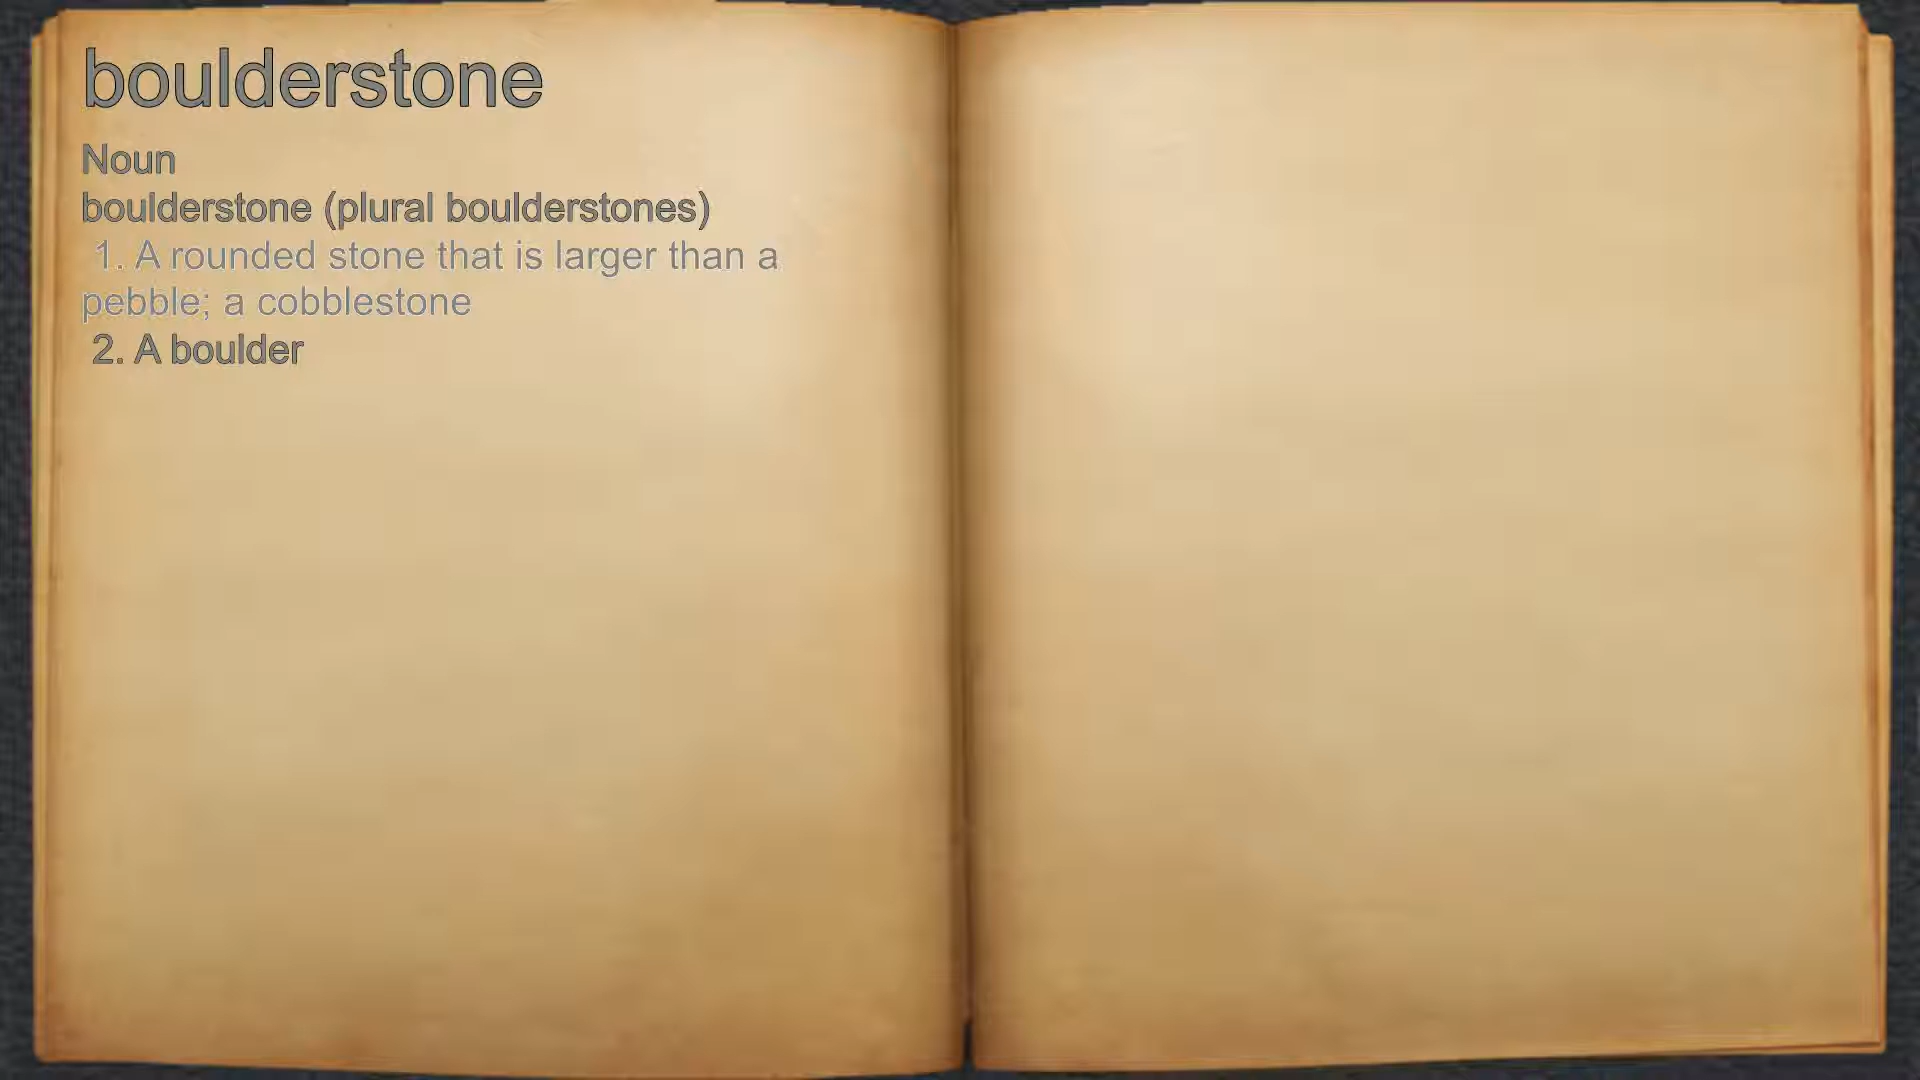 boulderstone
Noun
boulderstone (plural boulderstones)
1. A rounded stone that is larger than a
pebble; a cobblestone
2. A boulder